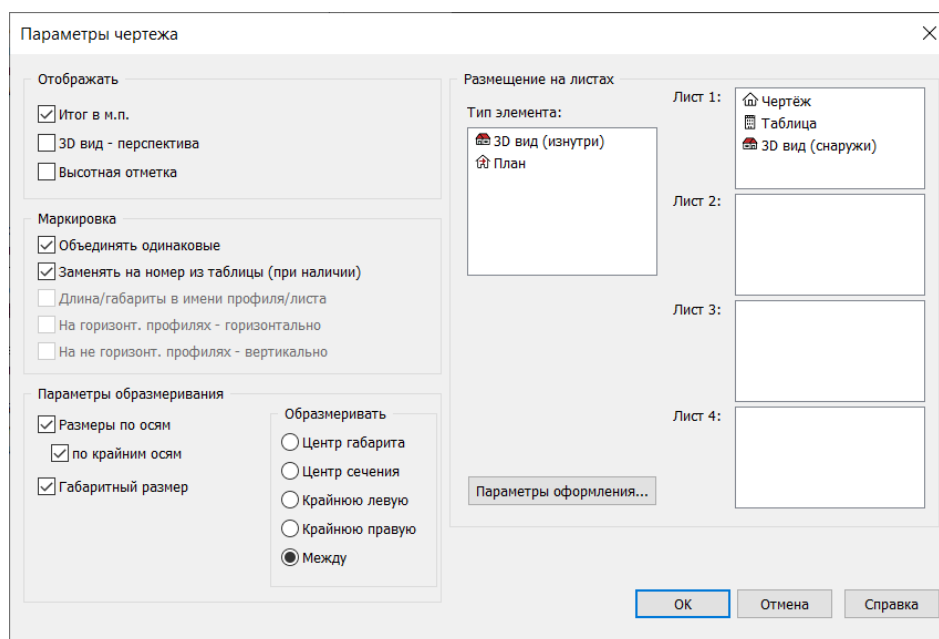 Параметры чертежа
Отображать
Итог в м.п.
3D вид - перспектива
Высотная отметка
Маркировка
Объединять одинаковые
Заменять на номер из таблицы (при наличии)
Длина/габариты в имени профиля/листа
На горизонт. профилях - горизонтально
На не горизонт. профилях - вертикально
Параметры образмеривания
Размеры по осям
по крайним осям
Габаритный размер
Образмеривать
Центр габарита
Центр сечения
Крайнюю левую
Крайнюю правую
Между
Размещение на листах
Тип элемента:
3D вид (изнутри)
План
Параметры оформления...
Лист 1:
Чертёж
Таблица
3D вид (снаружи)
Лист 2:
Лист 3:
Лист 4:
ОК
Отмена
Справка